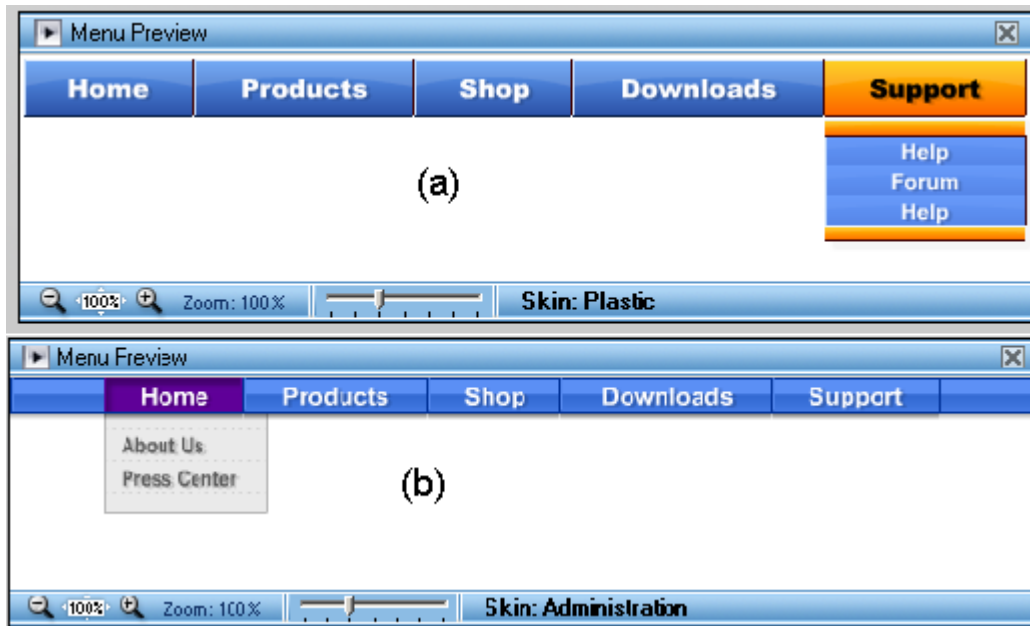 Menu Preview
Home Products Shop Downloads Support
Help
Forum
Help
(a)
100% Zoom: 100% Skin: Plastic
Menu Preview
Home Products Shop Downloads Support
About Us
Press Center
(b)
100% Zoom: 100% Skin: Administration